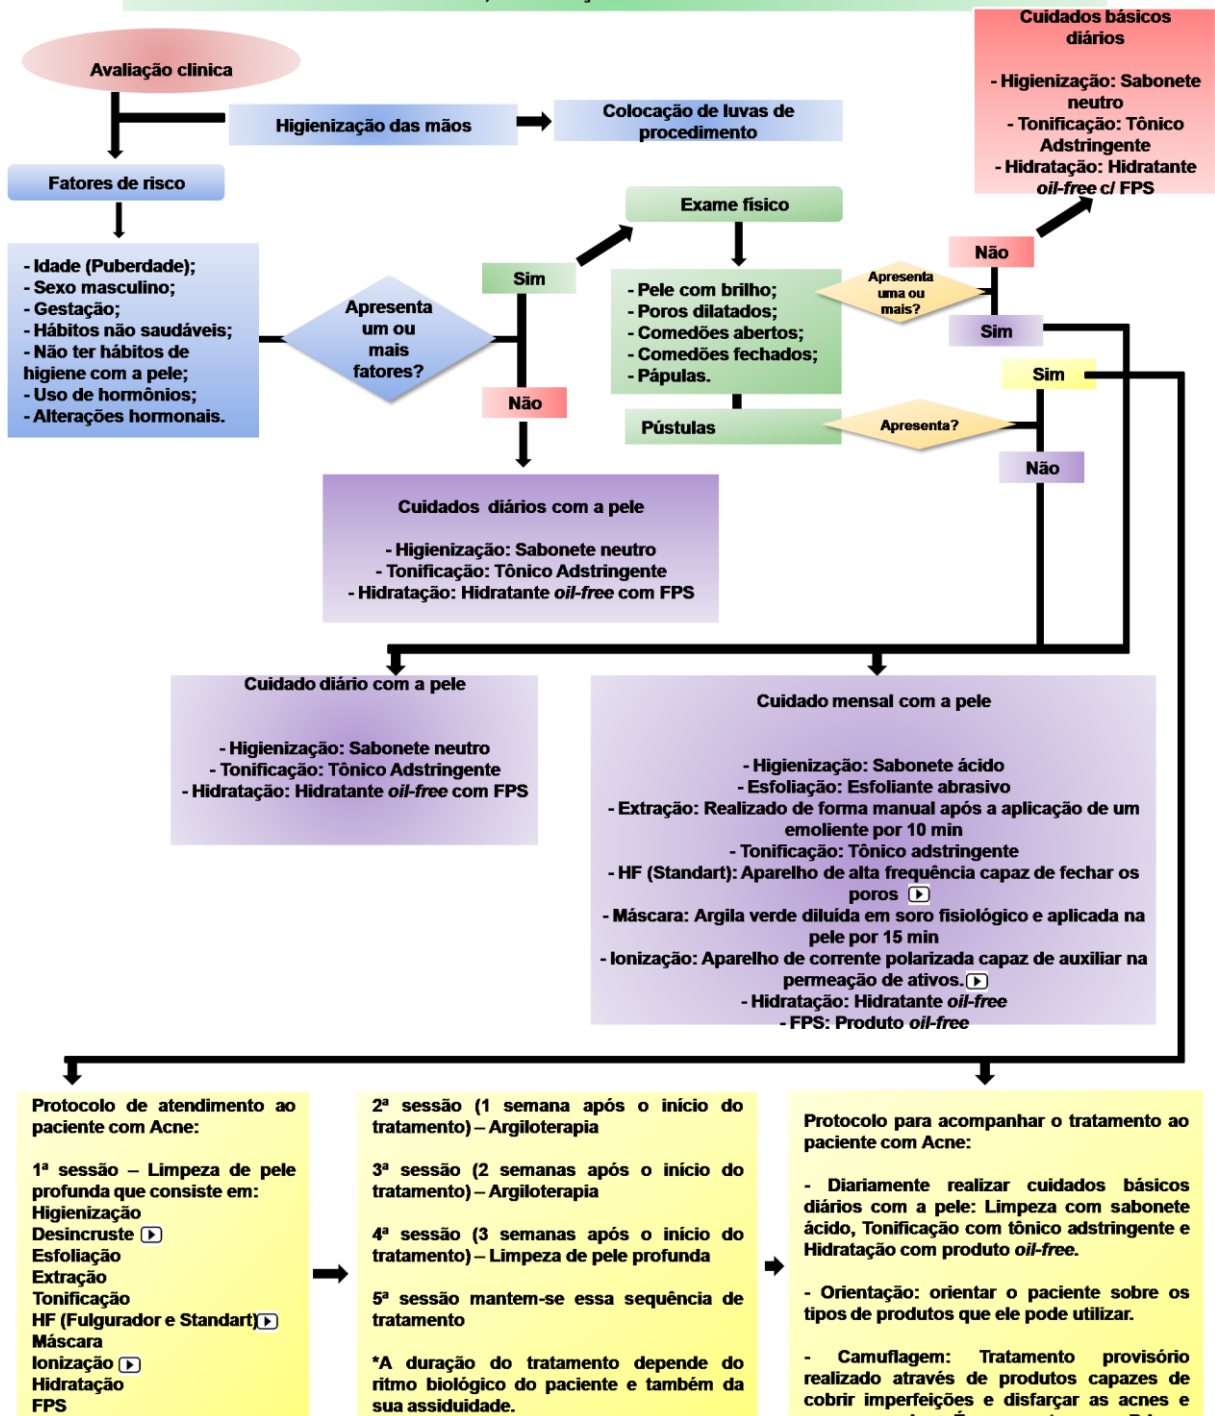 Cuidados básicos
diários
- Higienização: Sabonete
neutro
- Tonificação: Tônico
Adstringente
- Hidratação: Hidratante
oil-free c/ FPS
Avaliação clinica
Higienização das mãos
Colocação de luvas de
procedimento
Fatores de risco
Exame físico
- Idade (Puberdade);
- Sexo masculino;
- Gestação;
- Hábitos não saudáveis;
- Não ter hábitos de
higiene com a pele;
- Uso de hormônios;
- Alterações hormonais.
Apresenta
um ou
mais
fatores?
Sim
Não
- Pele com brilho;
- Poros dilatados;
- Comedões abertos;
- Comedões fechados;
- Pápulas.
Apresenta
uma ou
mais?
Não
Sim
Pústulas
Apresenta?
Sim
Não
Cuidados diários com a pele
- Higienização: Sabonete neutro
- Tonificação: Tônico Adstringente
- Hidratação: Hidratante oil-free com FPS
Cuidado diário com a pele
- Higienização: Sabonete neutro
- Tonificação: Tônico Adstringente
- Hidratação: Hidratante oil-free com FPS
Cuidado mensal com a pele
- Higienização: Sabonete ácido
- Esfoliação: Esfoliante abrasivo
- Extração: Realizado de forma manual após a aplicação de um
emoliente por 10 min
- Tonificação: Tônico adstringente
- HF (Standart): Aparelho de alta frequência capaz de fechar os
poros
- Máscara: Argila verde diluída em soro fisiológico e aplicada na
pele por 15 min
- Ionização: Aparelho de corrente polarizada capaz de auxiliar na
permeação de ativos.
- Hidratação: Hidratante oil-free
- FPS: Produto oil-free
Protocolo de atendimento ao
paciente com Acne:
1ª sessão – Limpeza de pele
profunda que consiste em:
Higienização
Desincruste
Esfoliação
Extração
Tonificação
HF (Fulgurador e Standart)
Máscara
Ionização
Hidratação
FPS
2ª sessão (1 semana após o início do
tratamento) – Argiloterapia
3ª sessão (2 semanas após o início do
tratamento) – Argiloterapia
4ª sessão (3 semanas após o início do
tratamento) – Limpeza de pele profunda
5ª sessão mantem-se essa sequência de
tratamento
*A duração do tratamento depende do
ritmo biológico do paciente e também da
sua assiduidade.
Protocolo para acompanhar o tratamento ao
paciente com Acne:
- Diariamente realizar cuidados básicos
diários com a pele: Limpeza com sabonete
ácido, Tonificação com tônico adstringente e
Hidratação com produto oil-free.
- Orientação: orientar o paciente sobre os
tipos de produtos que ele pode utilizar.
- Camuflagem: Tratamento provisório
realizado através de produtos capazes de
cobrir imperfeições e disfarçar as acnes e